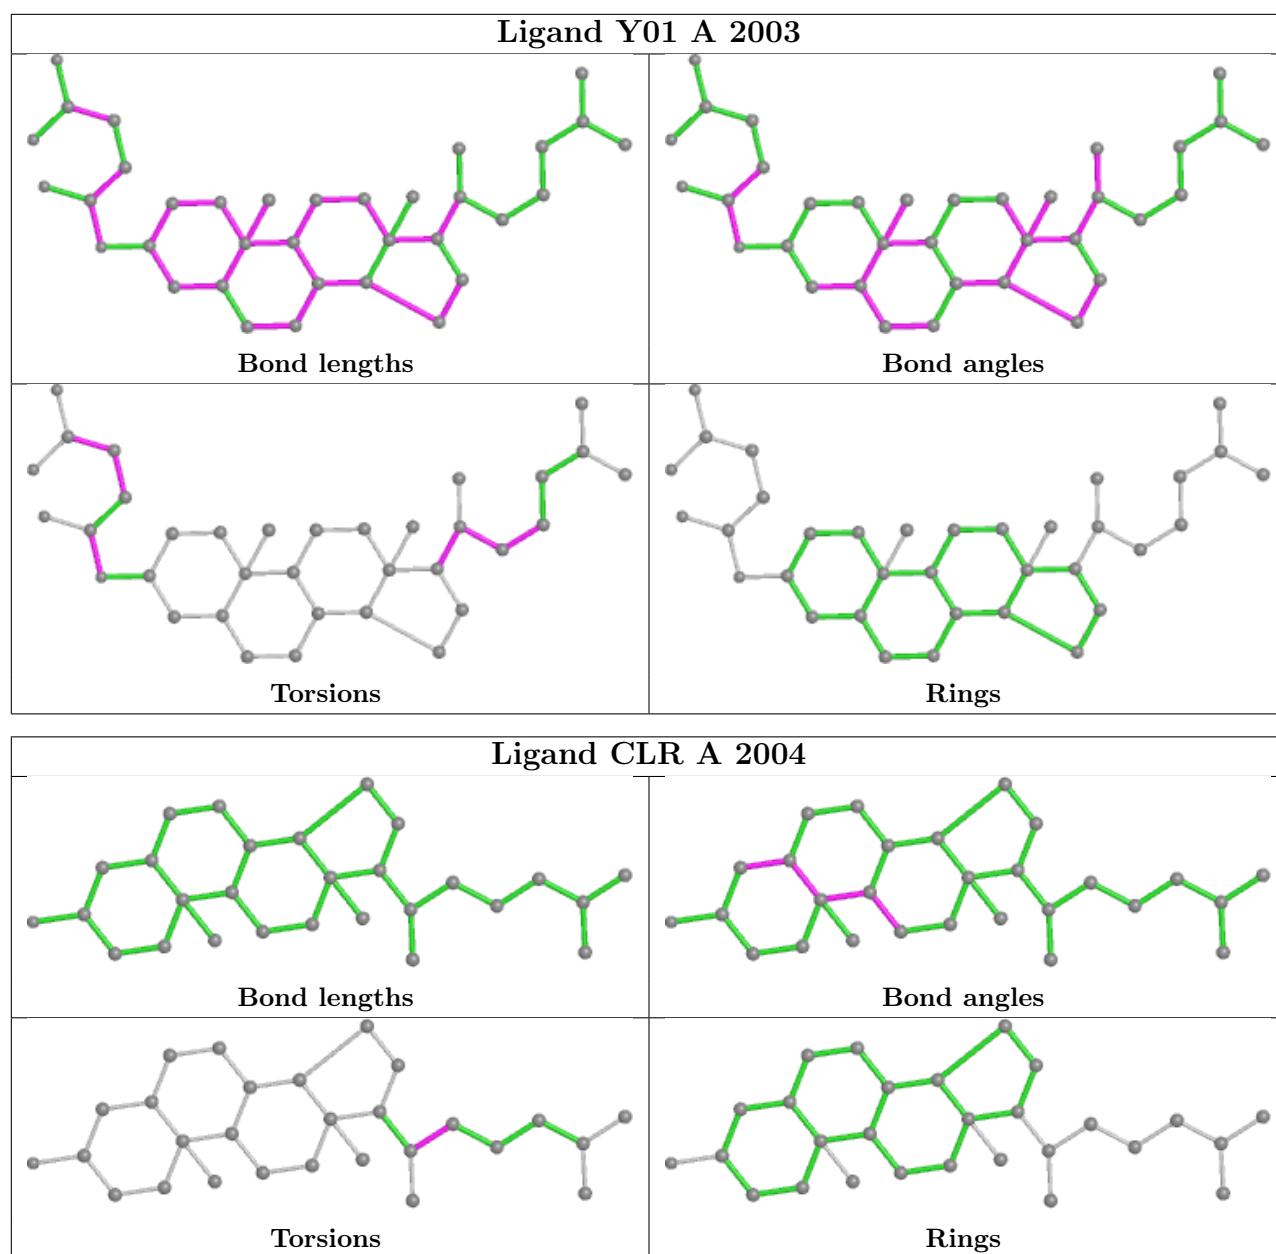 Ligand Y01 A 2003
Bond lengths
Bond angles
Torsions
Rings
Ligand CLR A 2004
Bond lengths
Bond angles
Torsions
Rings